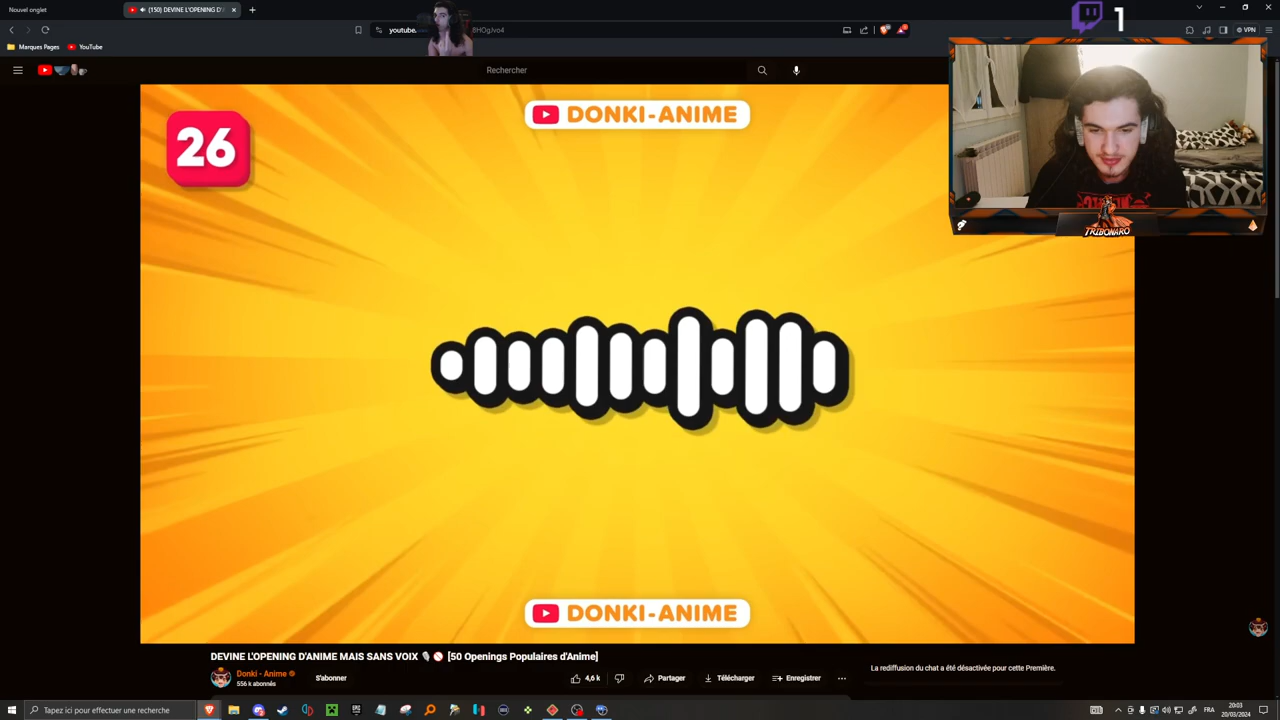 Nouvel onglet
(150) DEVINE L'OPENING D'
1
youtube.
VPN
Marques Pages
YouTube
Rechercher
26
DONKI-ANIME
TRIBONARO
DONKI-ANIME
DEVINE L'OPENING D'ANIME MAIS SANS VOIX 🎙️🚫 [50 Openings Populaires d'Anime]
Donki - Anime
556 k abonnés
S'abonner
4,6 k
Partager
Télécharger
Enregistrer
La rediffusion du chat a été désactivée pour cette Première.
Tapez ici pour effectuer une recherche
FRA
20:03
20/03/2024